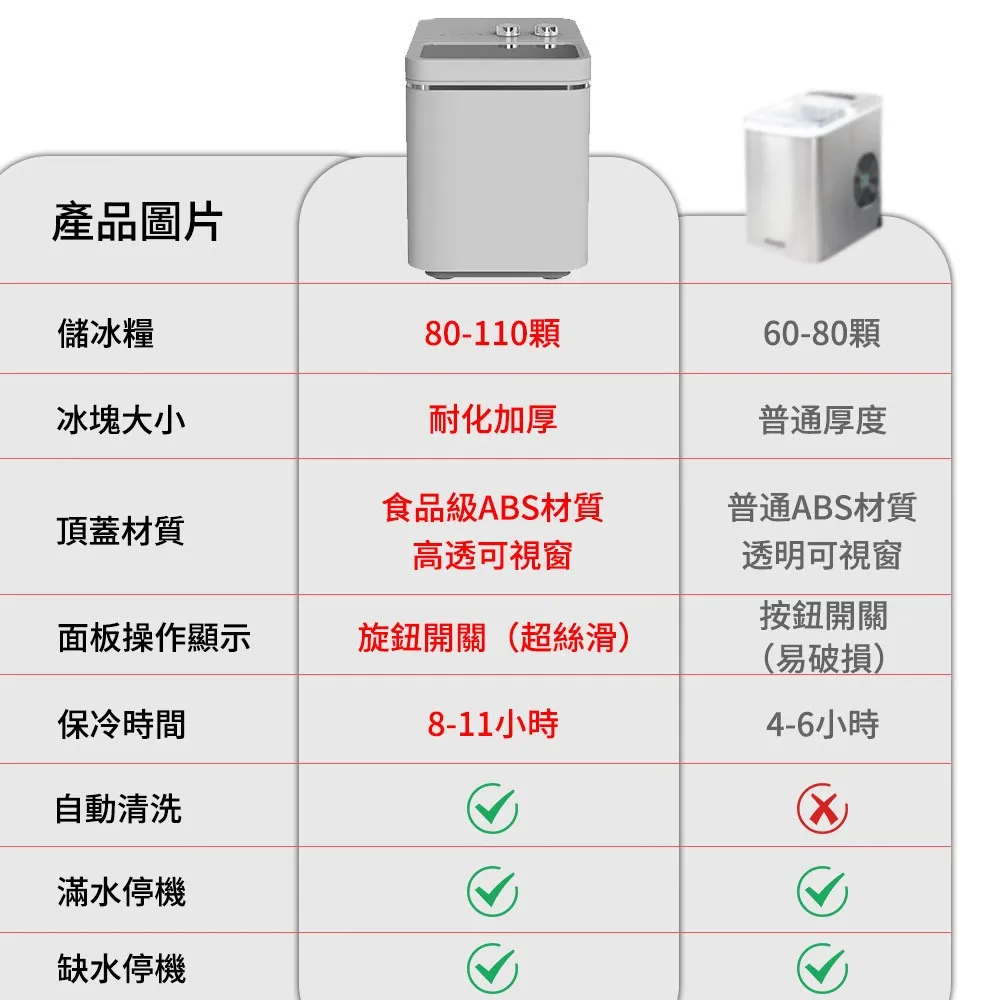 產品圖片
儲冰糧
80-110顆
60-80顆
冰塊大小
耐化加厚
普通厚度
頂蓋材質
食品級ABS材質
高透可視窗
普通ABS材質
透明可視窗
面板操作顯示
旋鈕開關（超絲滑）
按鈕開關
（易破損）
保冷時間
8-11小時
4-6小時
自動清洗
滿水停機
缺水停機